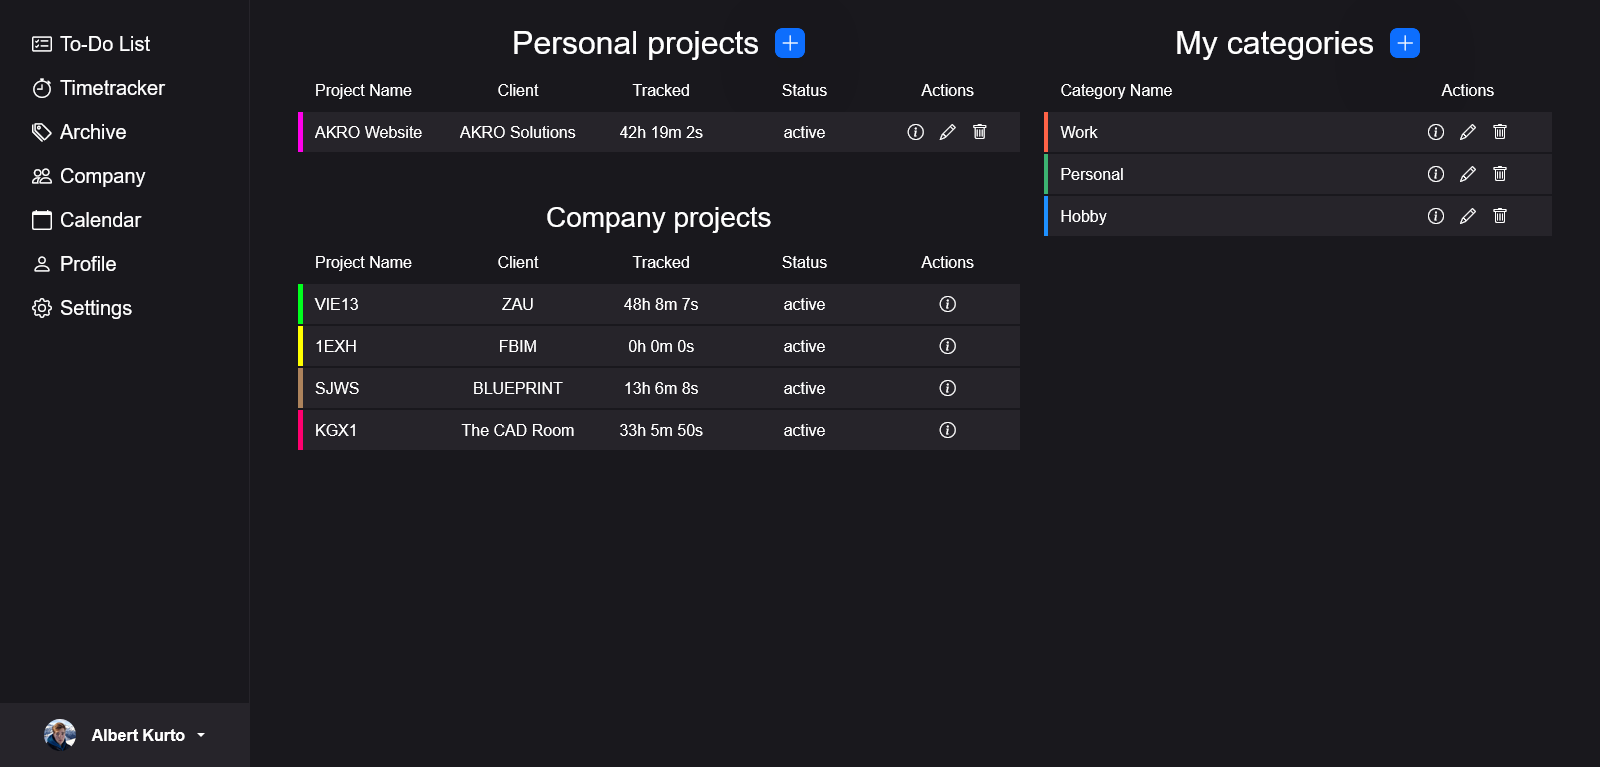 To-Do List
Timetracker
Archive
Company
Calendar
Profile
Settings
Albert Kurto
Personal projects
Project Name Client Tracked Status Actions
AKRO Website AKRO Solutions 42h 19m 2s active
Company projects
Project Name Client Tracked Status Actions
VIE13 ZAU 48h 8m 7s active
1EXH FBIM 0h 0m 0s active
SJWS BLUEPRINT 13h 6m 8s active
KGX1 The CAD Room 33h 5m 50s active
My categories
Category Name Actions
Work
Personal
Hobby